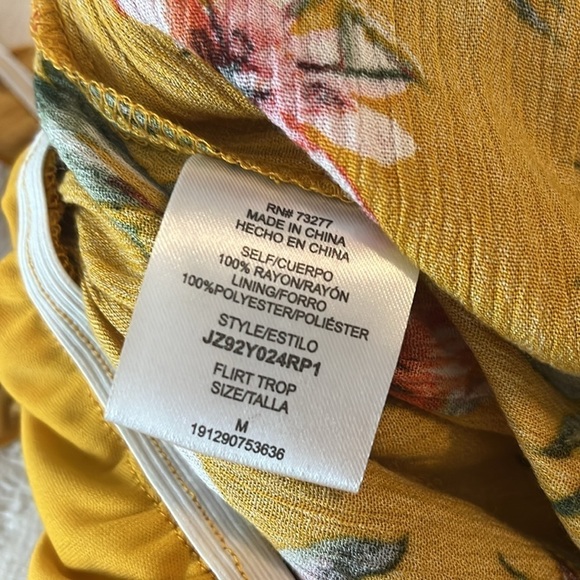 RN# 73277
MADE IN CHINA
HECHO EN CHINA
SELF/CUERPO
100% RAYON/RAYÓN
LINING/FORRO
100%POLYESTER/POLIÉSTER
STYLE/ESTILO
JZ92Y024RP1
FLIRT TROP
SIZE/TALLA
M
191290753636